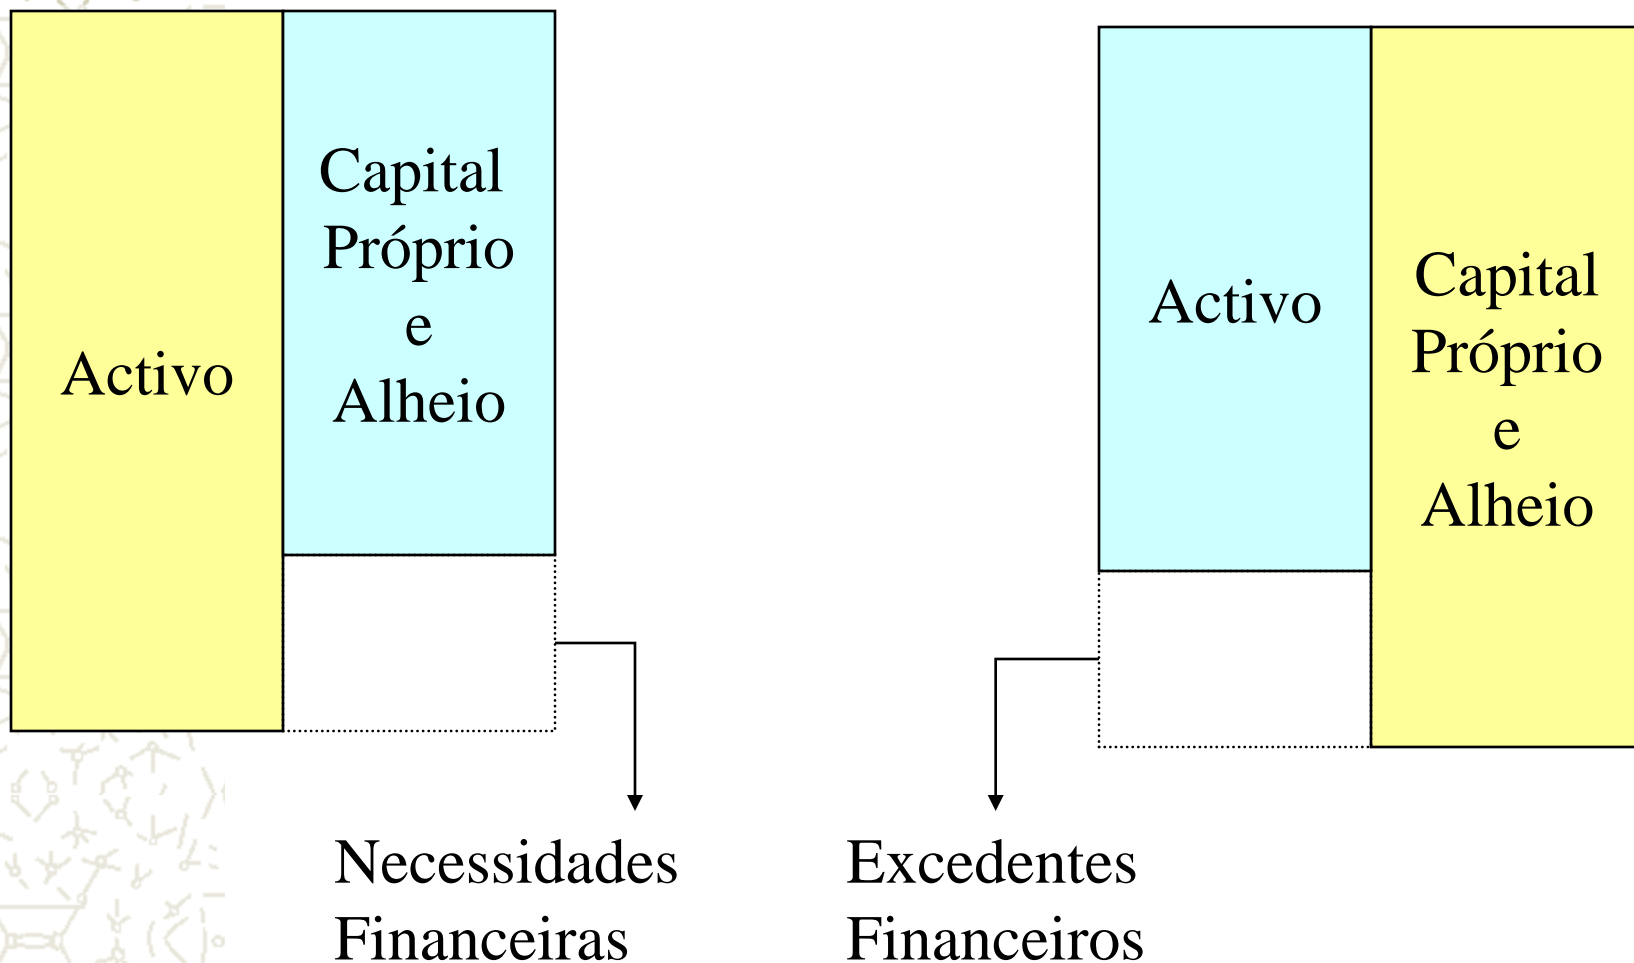 Activo
Capital
Próprio
e
Alheio
Necessidades
Financeiras
Activo
Capital
Próprio
e
Alheio
Excedentes
Financeiros